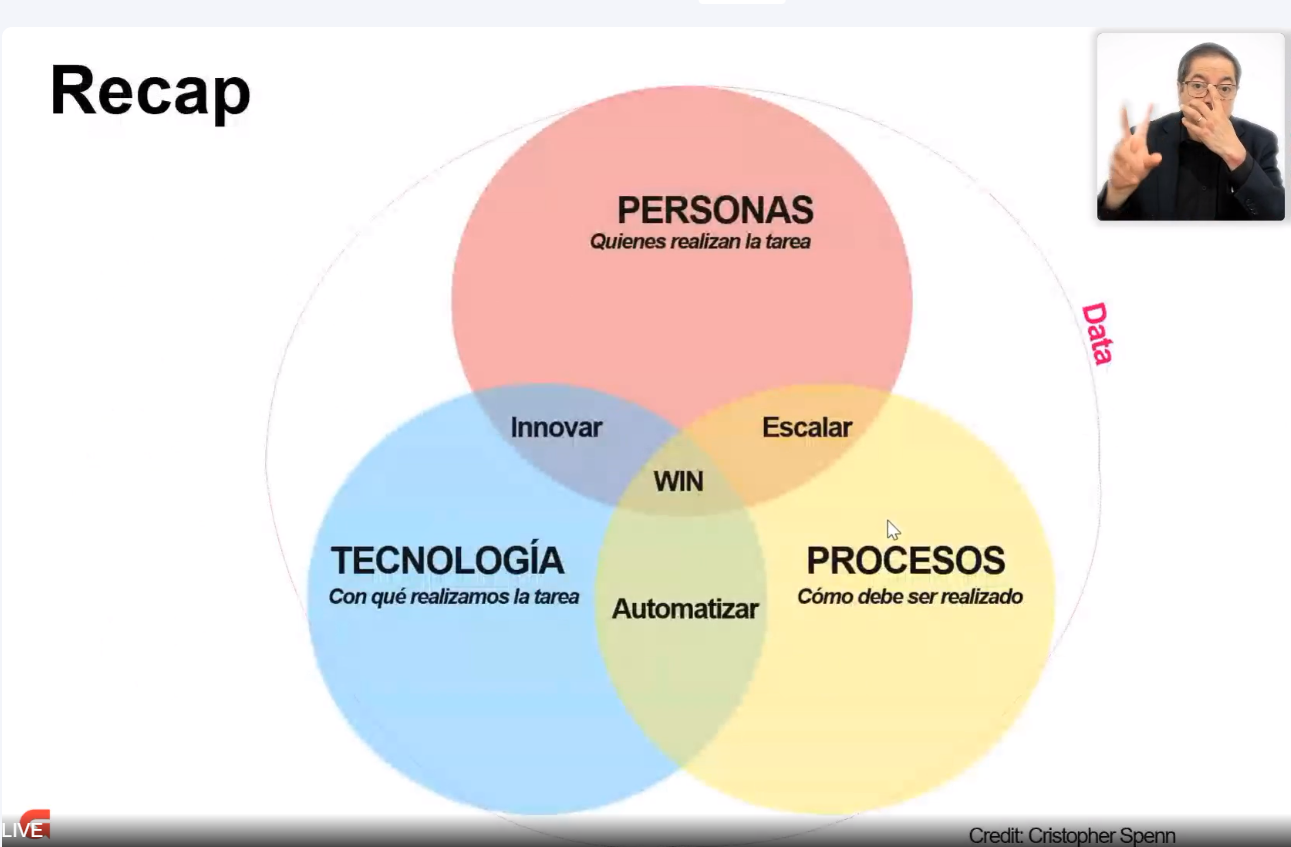 Recap
PERSONAS
Quienes realizan la tarea
Data
Innovar
Escalar
WIN
TECNOLOGÍA
Con qué realizamos la tarea
PROCESOS
Cómo debe ser realizado
Automatizar
LIVE
Credit: Cristopher Spenn